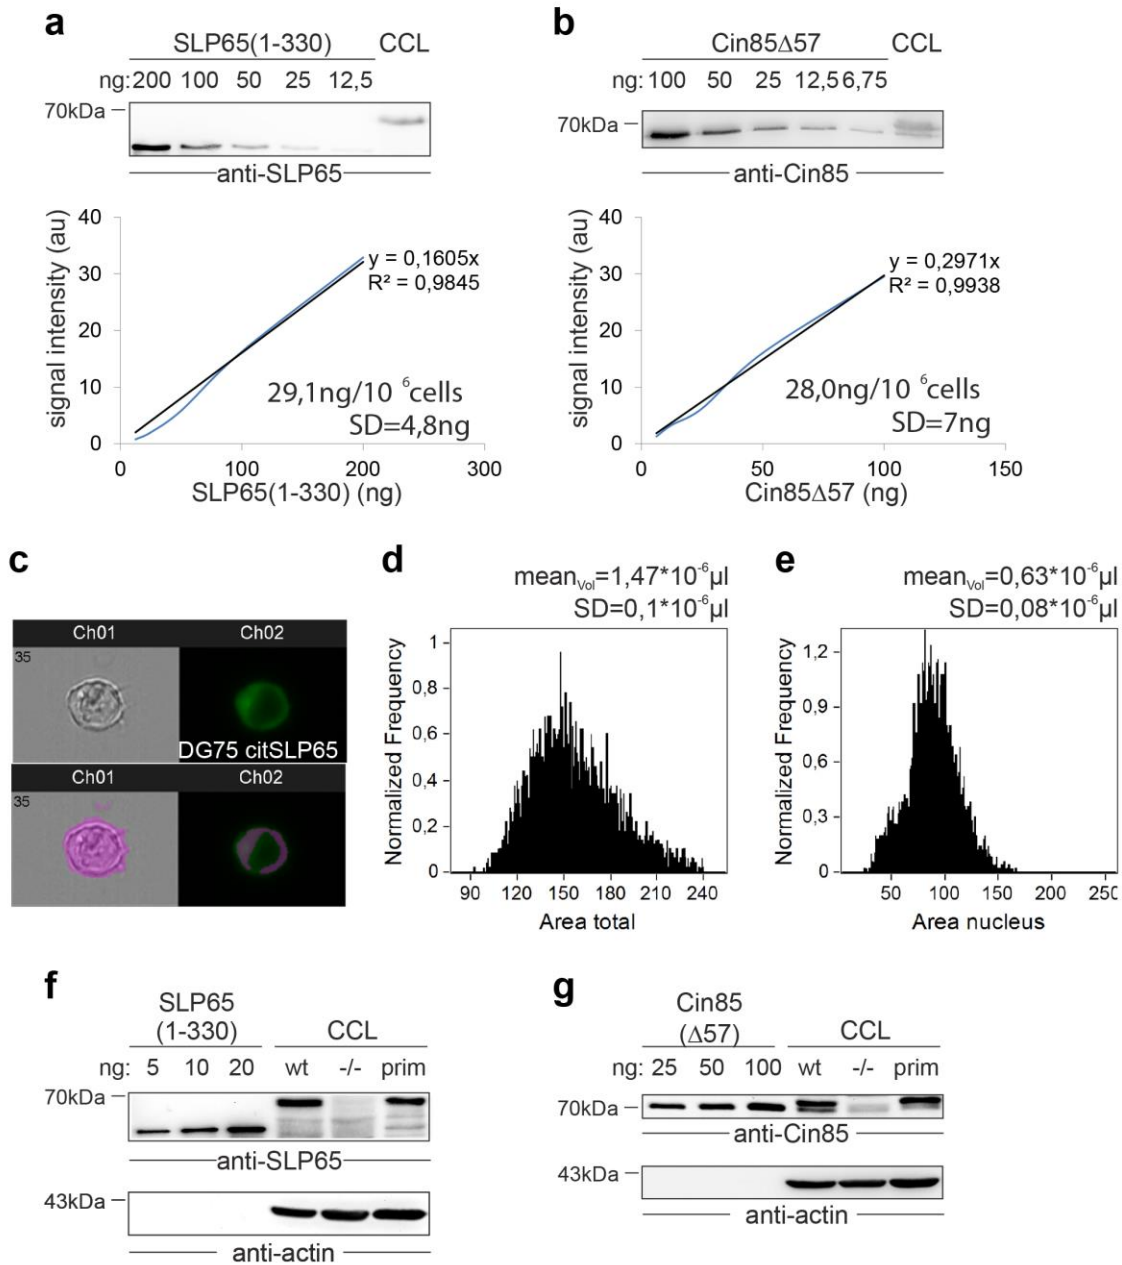 a
SLP65(1-330) CCL
ng: 200 100 50 25 12,5
70kDa
anti-SLP65
signal intensity (au)
40
30
20
10
0
y = 0,1605x
R² = 0,9845
29,1ng/10 ⁶cells
SD=4,8ng
0 100 200 300
SLP65(1-330) (ng)
b
Cin85Δ57 CCL
ng: 100 50 25 12,5 6,75
70kDa
anti-Cin85
signal intensity (au)
40
30
20
10
0
y = 0,2971x
R² = 0,9938
28,0ng/10 ⁶cells
SD=7ng
0 50 100 150
Cin85Δ57 (ng)
c
Ch01 Ch02
35
DG75 citSLP65
Ch01 Ch02
35
d
meanVol=1,47*10⁻⁶µl
SD=0,1*10⁻⁶µl
Normalized Frequency
1
0,8
0,6
0,4
0,2
0
90 120 150 180 210 240
Area total
e
meanVol=0,63*10⁻⁶µl
SD=0,08*10⁻⁶µl
Normalized Frequency
1,2
0,9
0,6
0,3
0
50 100 150 200 250
Area nucleus
f
SLP65
(1-330) CCL
ng: 5 10 20 wt -/- prim
70kDa
anti-SLP65
43kDa
anti-actin
g
Cin85
(Δ57) CCL
ng: 25 50 100 wt -/- prim
70kDa
anti-Cin85
43kDa
anti-actin